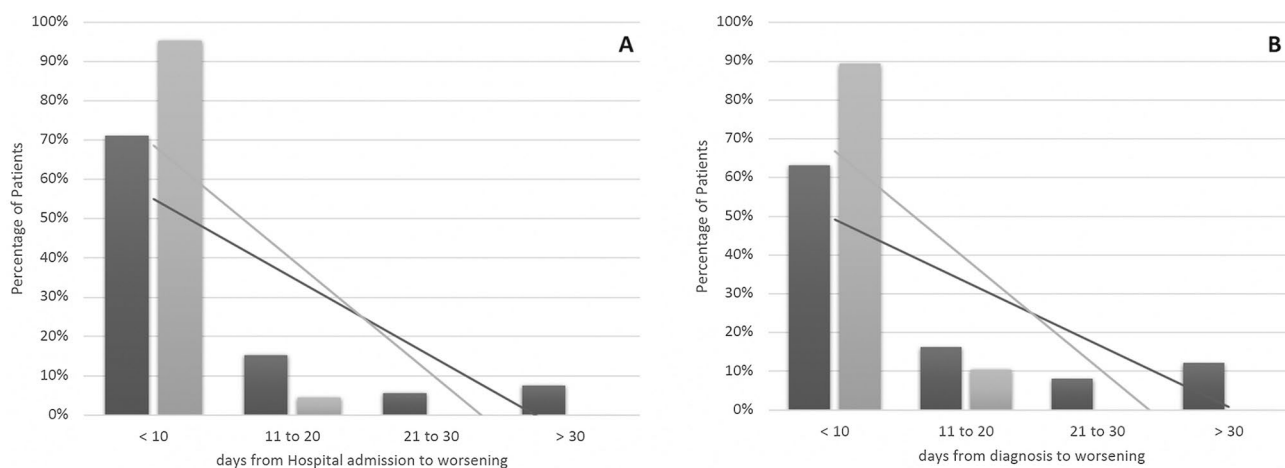 A
Percentage of Patients
100%
90%
80%
70%
60%
50%
40%
30%
20%
10%
0%
< 10
11 to 20
21 to 30
> 30
days from Hospital admission to worsening
B
Percentage of Patients
100%
90%
80%
70%
60%
50%
40%
30%
20%
10%
0%
< 10
11 to 20
21 to 30
> 30
days from diagnosis to worsening